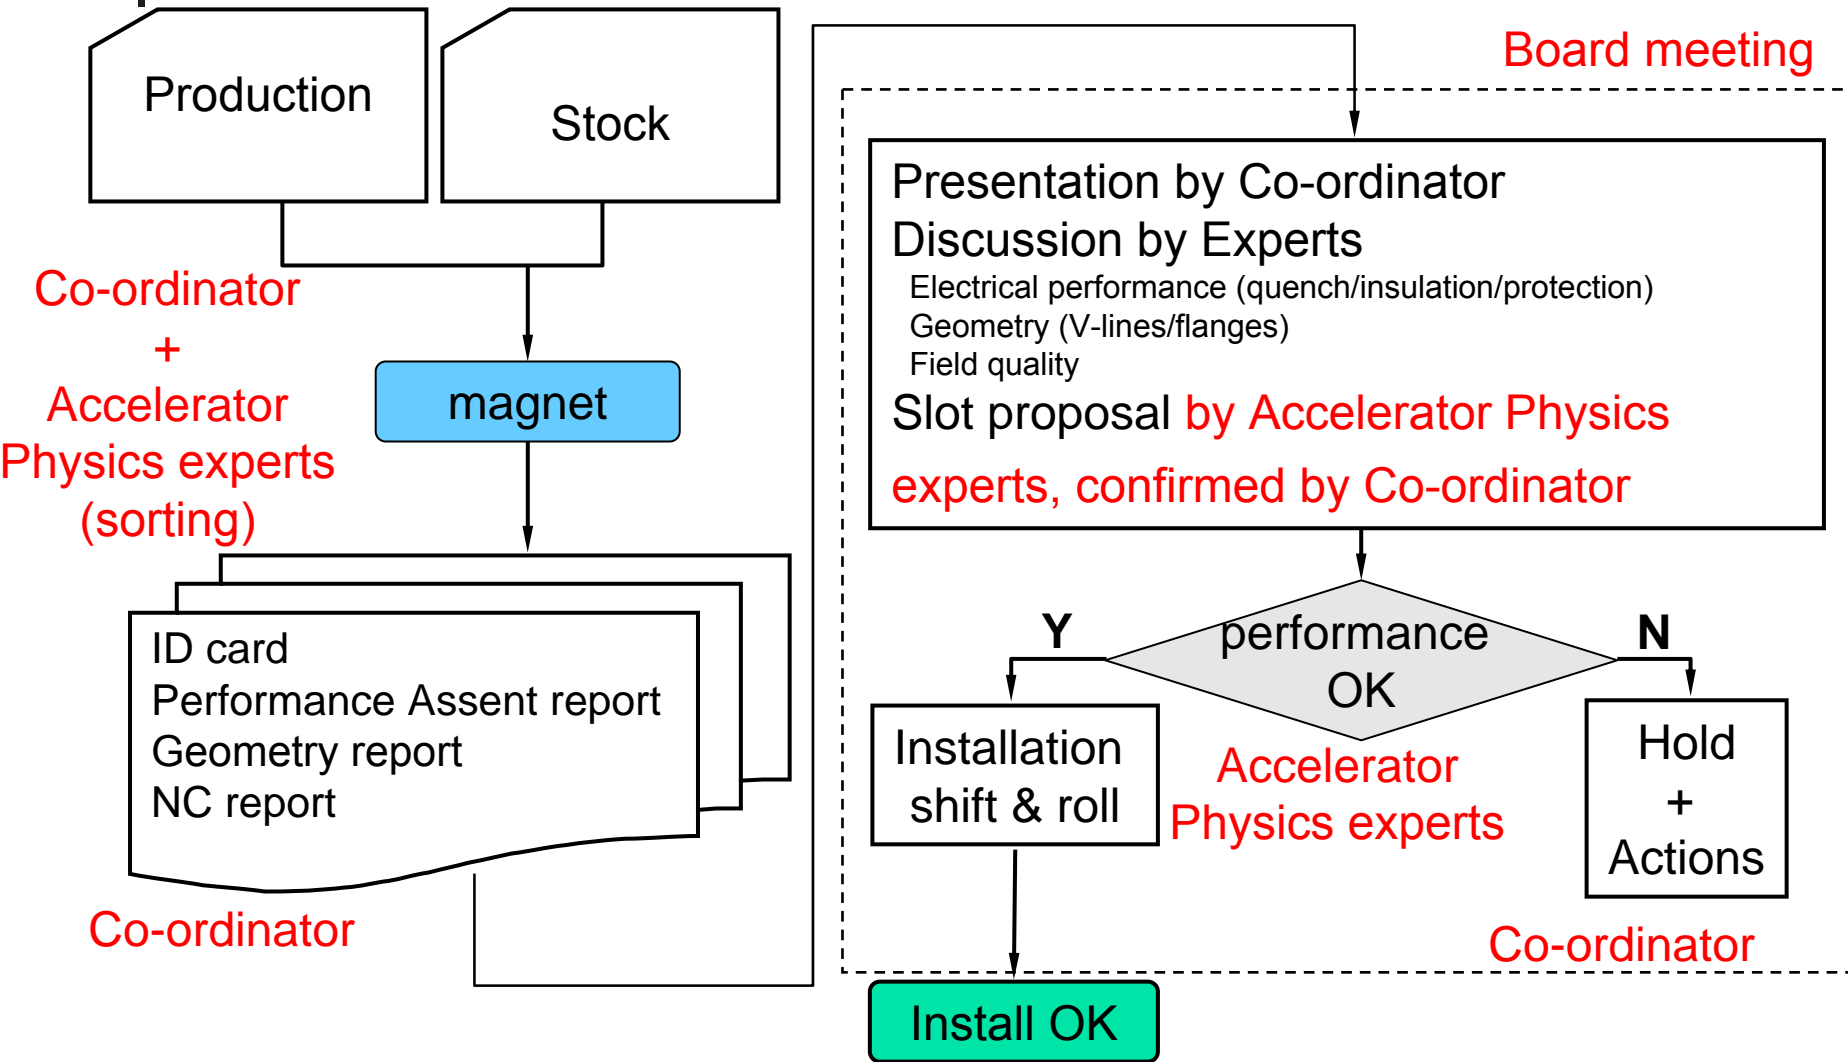 Production
Stock
Co-ordinator
+
Accelerator
Physics experts
(sorting)
magnet
ID card
Performance Assent report
Geometry report
NC report
Co-ordinator
Board meeting
Presentation by Co-ordinator
Discussion by Experts
Electrical performance (quench/insulation/protection)
Geometry (V-lines/flanges)
Field quality
Slot proposal by Accelerator Physics
experts, confirmed by Co-ordinator
Y
performance
OK
N
Installation
shift & roll
Accelerator
Physics experts
Hold
+
Actions
Co-ordinator
Install OK